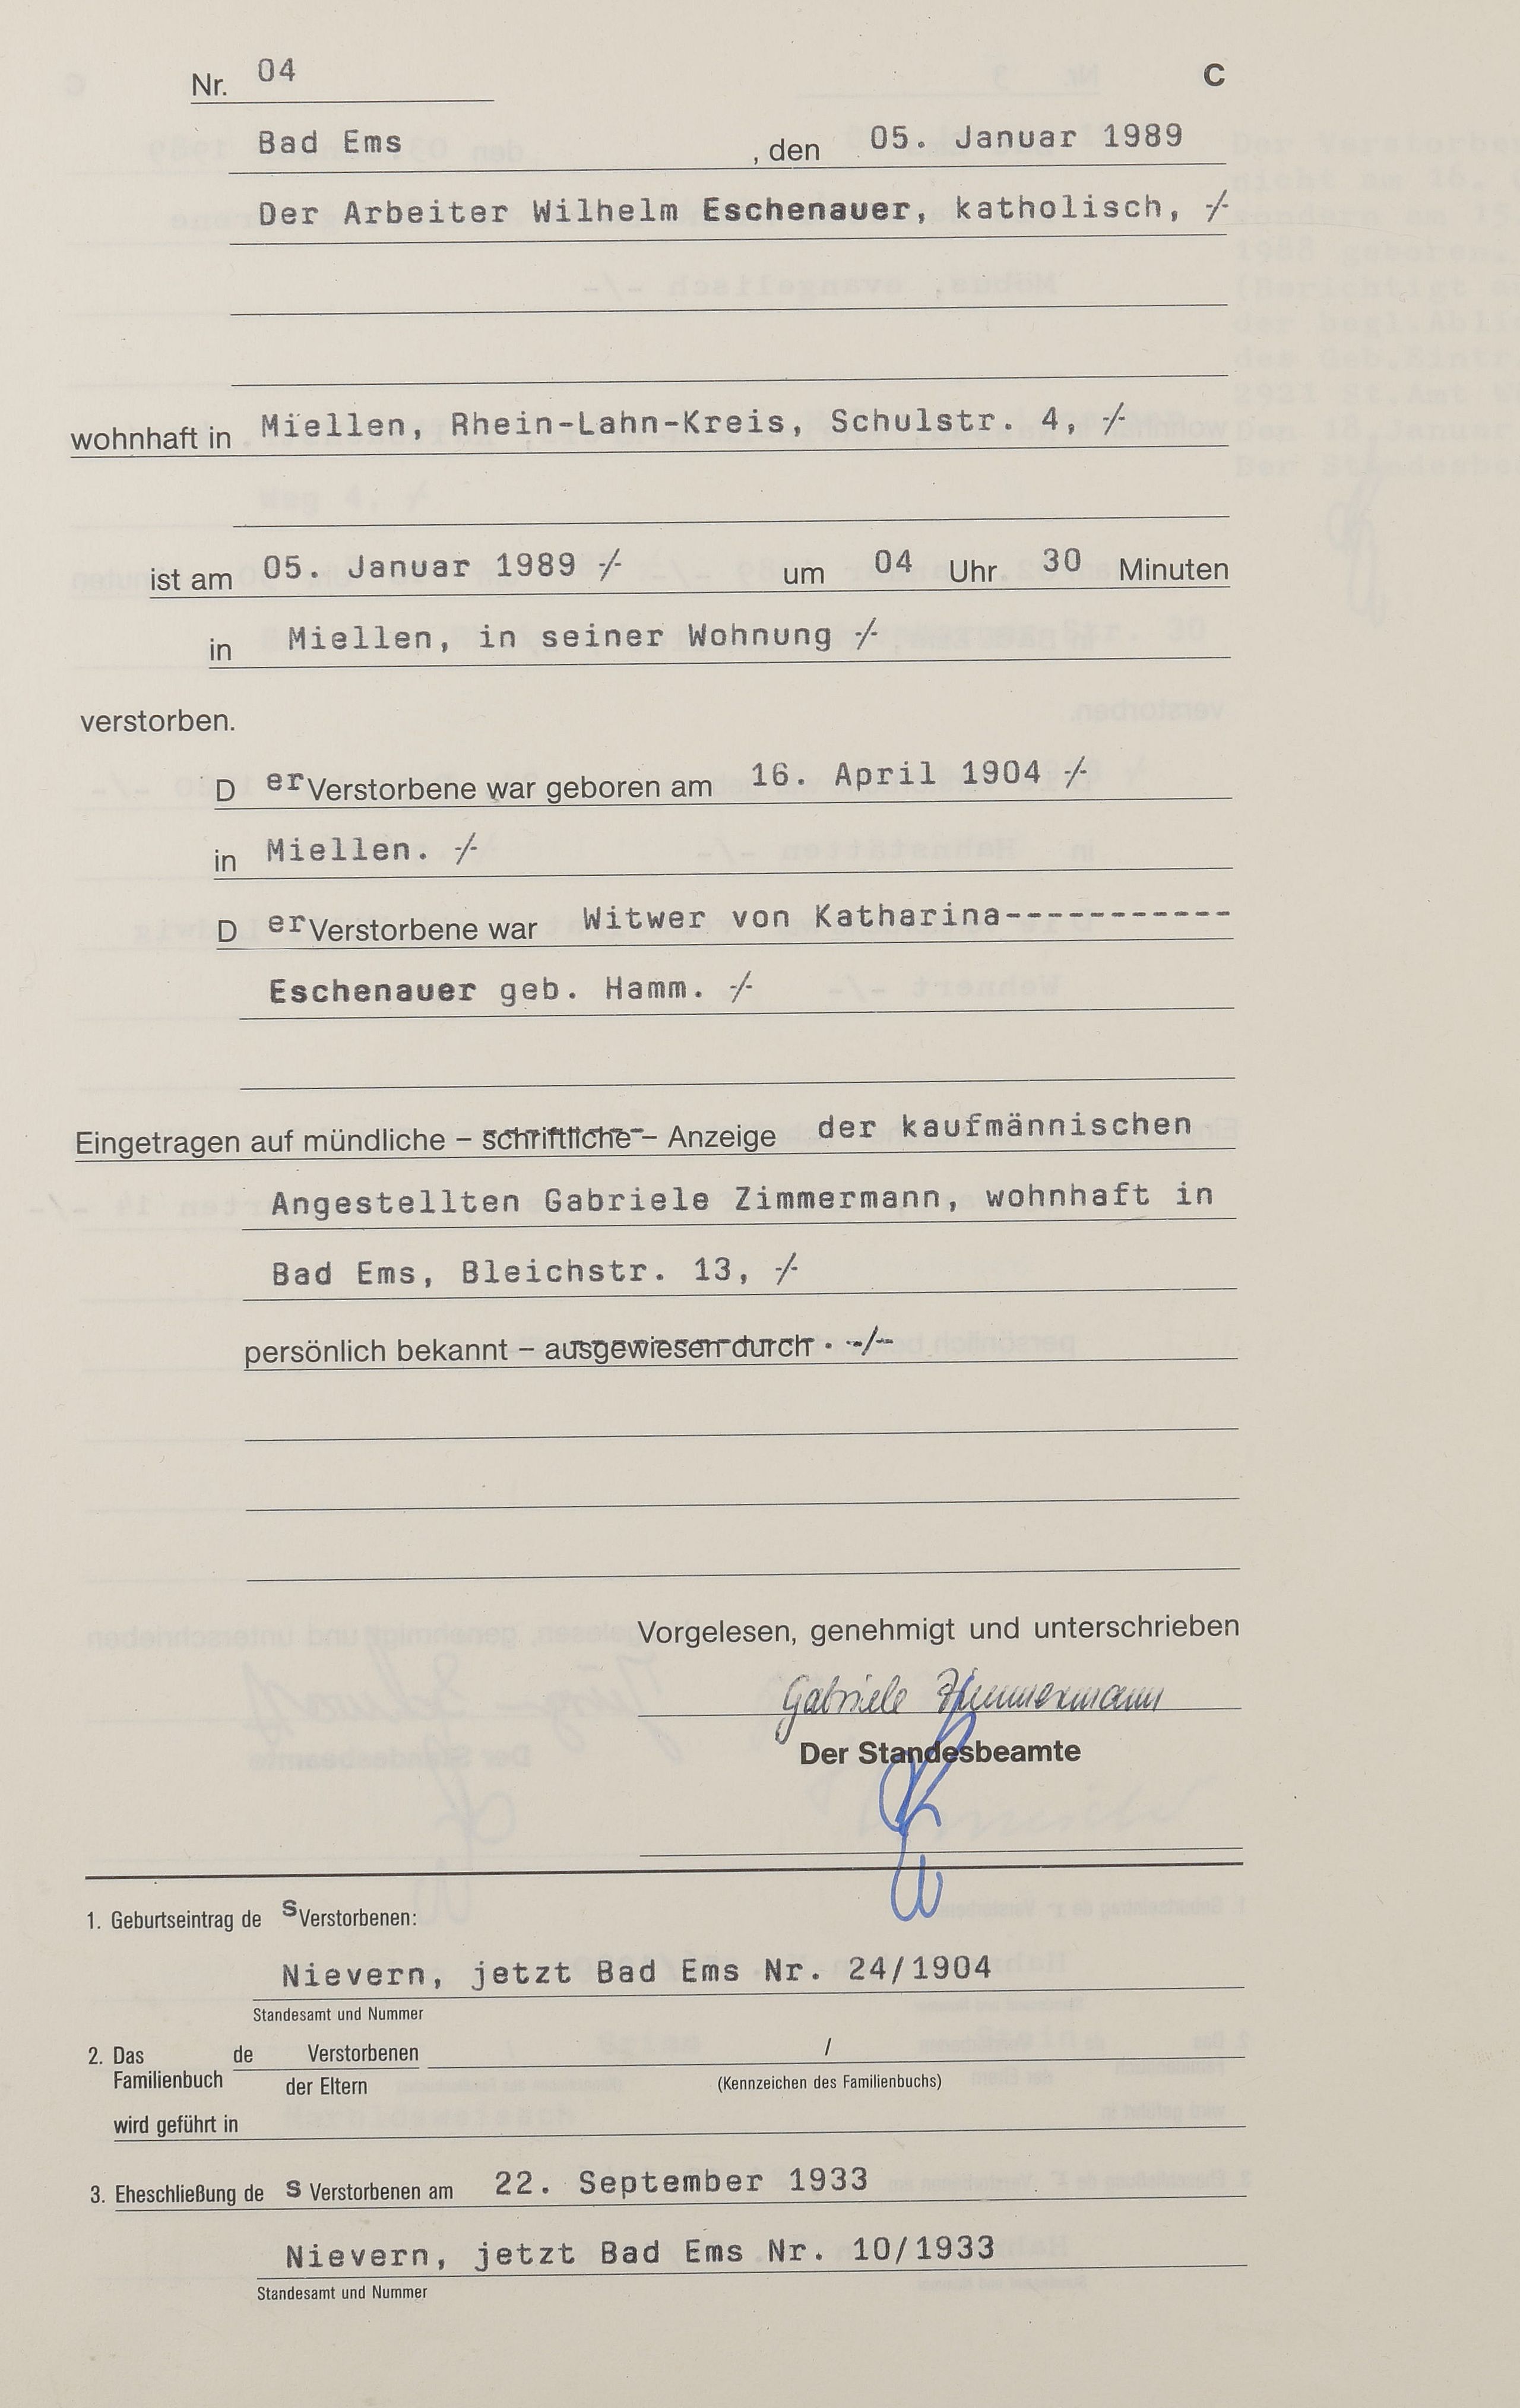 Nr. 04 C
Bad Ems , den 05. Januar 1989
Der Arbeiter Wilhelm Eschenauer, katholisch, -/-
wohnhaft in Miellen, Rhein-Lahn-Kreis, Schulstr. 4, -/-
ist am 05. Januar 1989 -/- um 04 Uhr 30 Minuten
in Miellen, in seiner Wohnung -/-
verstorben.
D er Verstorbene war geboren am 16. April 1904 -/-
in Miellen. -/-
D er Verstorbene war Witwer von Katharina-----------
Eschenauer geb. Hamm. -/-
Eingetragen auf mündliche – schriftliche – Anzeige der kaufmännischen
Angestellten Gabriele Zimmermann, wohnhaft in
Bad Ems, Bleichstr. 13, -/-
persönlich bekannt – ausgewiesen durch . --/--
Vorgelesen, genehmigt und unterschrieben
Gabriele Zimmermann
Der Standesbeamte
1. Geburtseintrag de s Verstorbenen:
Nievern, jetzt Bad Ems Nr. 24/1904
Standesamt und Nummer
2. Das de Verstorbenen /
Familienbuch der Eltern (Kennzeichen des Familienbuchs)
wird geführt in
3. Eheschließung de s Verstorbenen am 22. September 1933
Nievern, jetzt Bad Ems Nr. 10/1933
Standesamt und Nummer